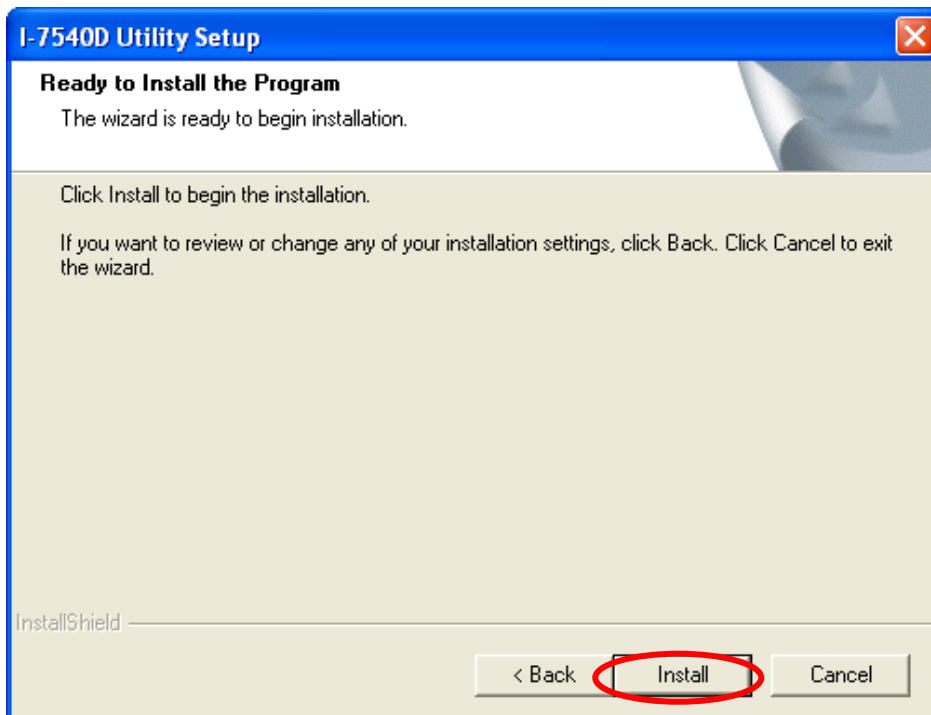 I-7540D Utility Setup
Ready to Install the Program
The wizard is ready to begin installation.
Click Install to begin the installation.
If you want to review or change any of your installation settings, click Back. Click Cancel to exit
the wizard.
InstallShield
< Back Install Cancel